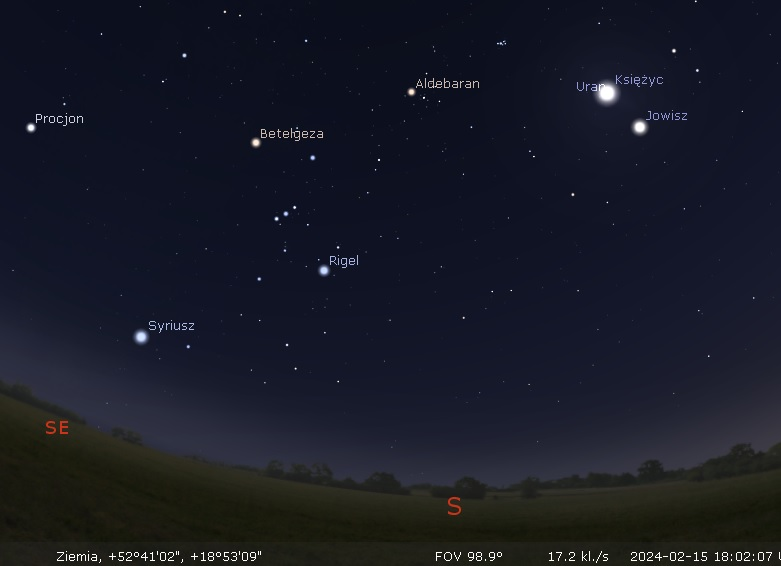 Aldebaran
Uran
Księżyc
Procjon
Betelgeza
Jowisz
Rigel
Syriusz
SE
S
Ziemia, +52°41'02", +18°53'09" FOV 98.9° 17.2 kl./s 2024-02-15 18:02:07 U